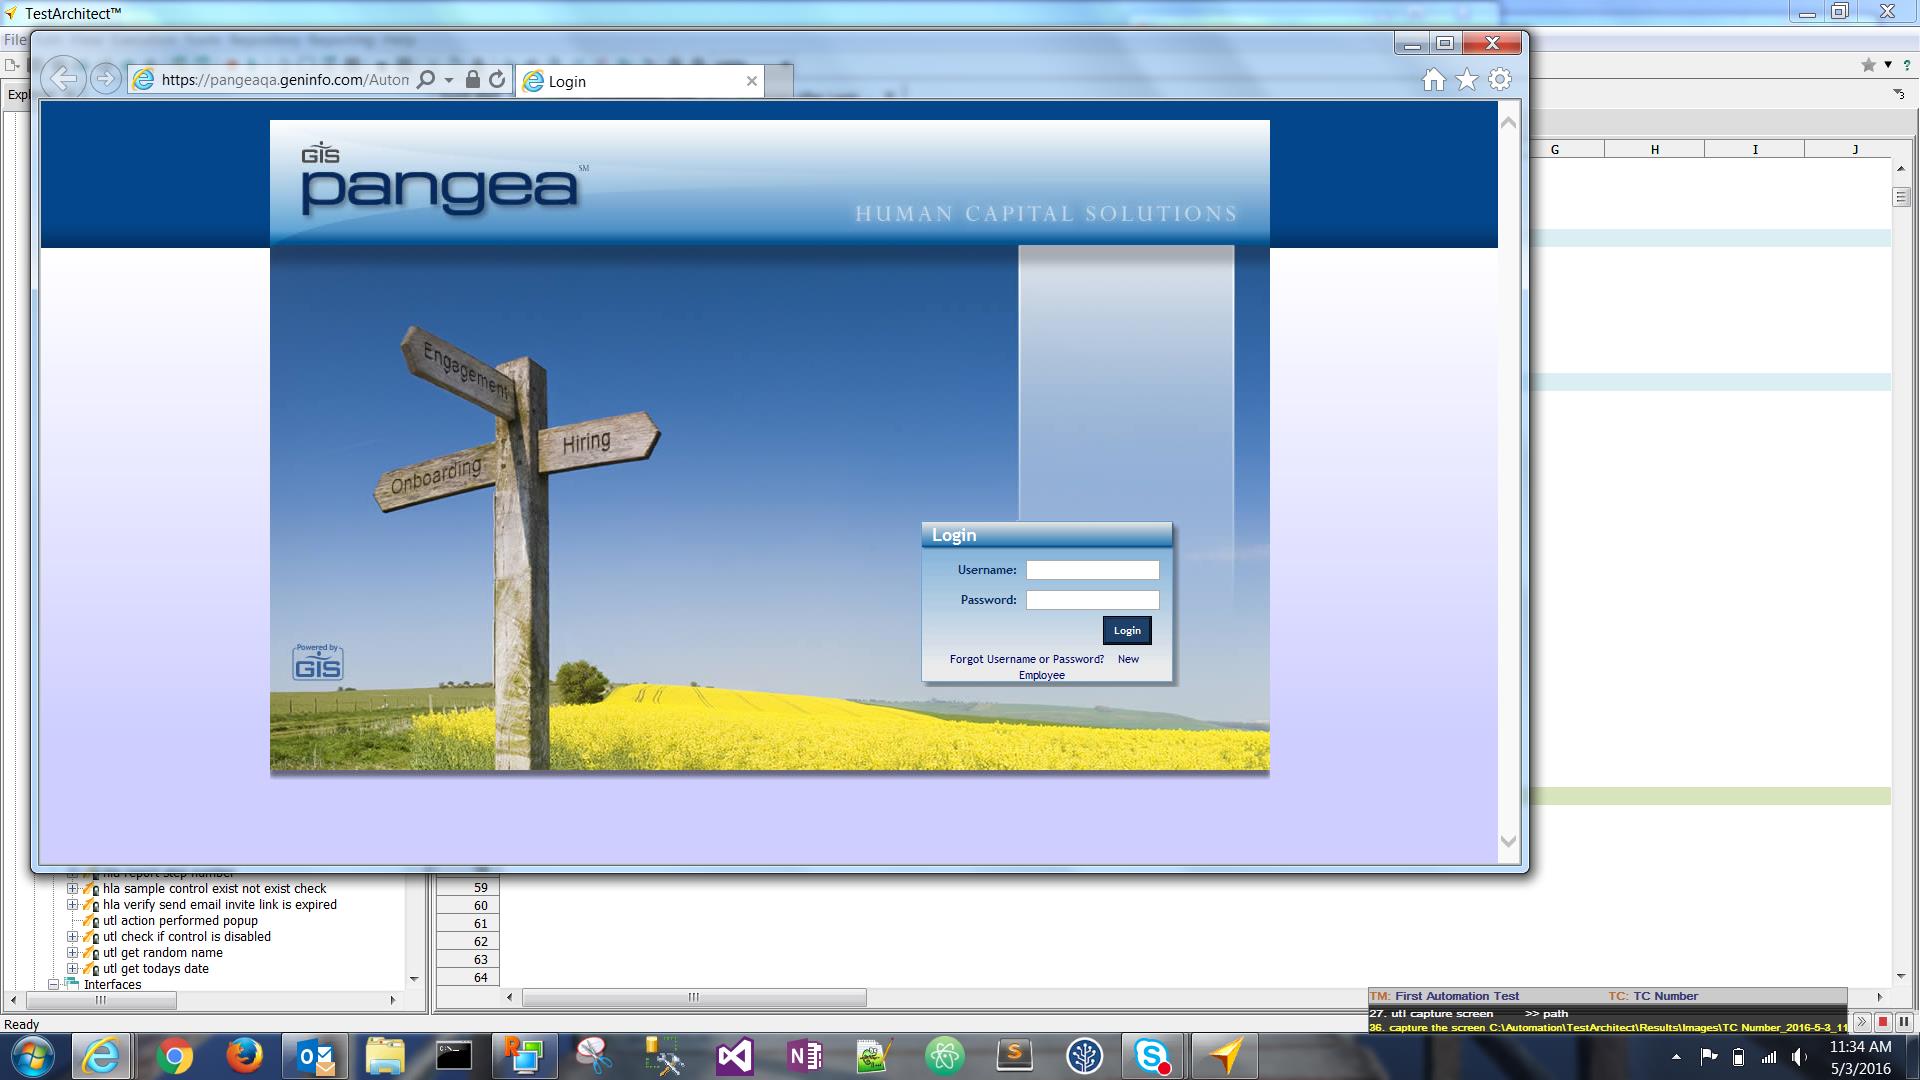 TestArchitect™
File
https://pangeaqa.geninfo.com/Autom
Login
GIS
pangea SM
HUMAN CAPITAL SOLUTIONS
Engagement
Hiring
Onboarding
Login
Username:
Password:
Login
Forgot Username or Password? New
Employee
Powered by
GIS
G H I J
hla report step number
hla sample control exist not exist check
hla verify send email invite link is expired
utl action performed popup
utl check if control is disabled
utl get random name
utl get todays date
Interfaces
59
60
61
62
63
64
TM: First Automation Test TC: TC Number
27. utl capture screen >> path
36. capture the screen C:\Automation\TestArchitect\Results\Images\TC Number_2016-5-3_11
Ready
11:34 AM
5/3/2016